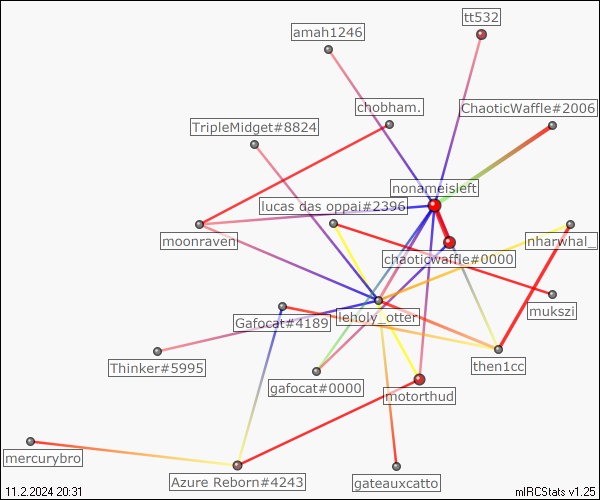 tt532
amah1246
chobham.
ChaoticWaffle#2006
TripleMidget#8824
nonameisleft
lucas das oppai#2396
moonraven
nharwhal_
chaoticwaffle#0000
mukszi
Gafocat#4189
leholy_otter
Thinker#5995
then1cc
gafocat#0000
motorthud
mercurybro
Azure Reborn#4243
gateauxcatto
11.2.2024 20:31
mIRCStats v1.25